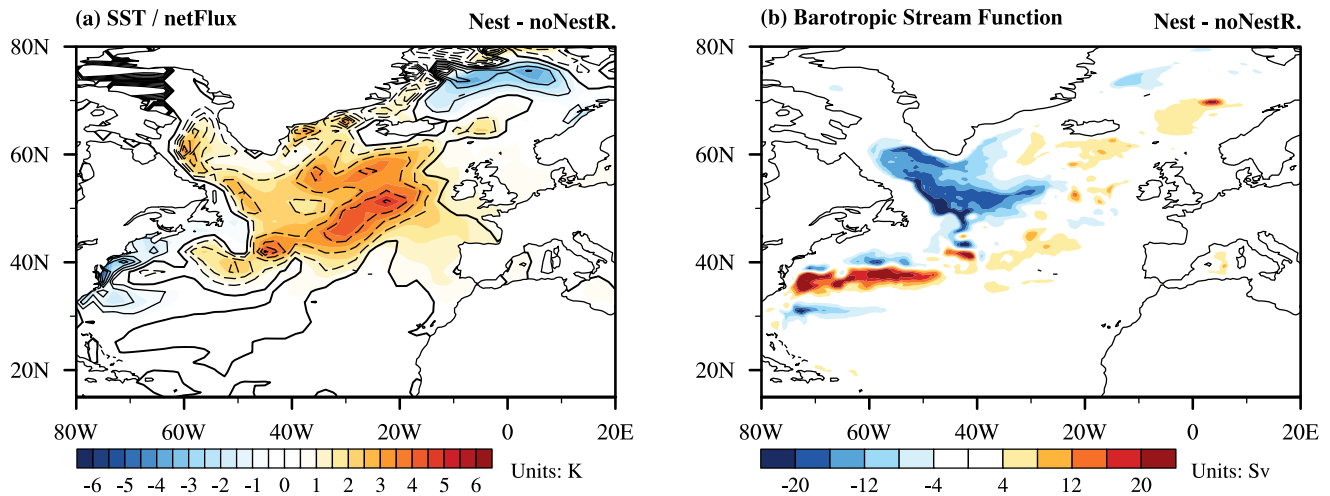 (a) SST / netFlux Nest - noNestR.
80N
60N
40N
20N
80W 60W 40W 20W 0 20E
-6 -5 -4 -3 -2 -1 0 1 2 3 4 5 6 Units: K
(b) Barotropic Stream Function Nest - noNestR.
80N
60N
40N
20N
80W 60W 40W 20W 0 20E
-20 -12 -4 4 12 20 Units: Sv